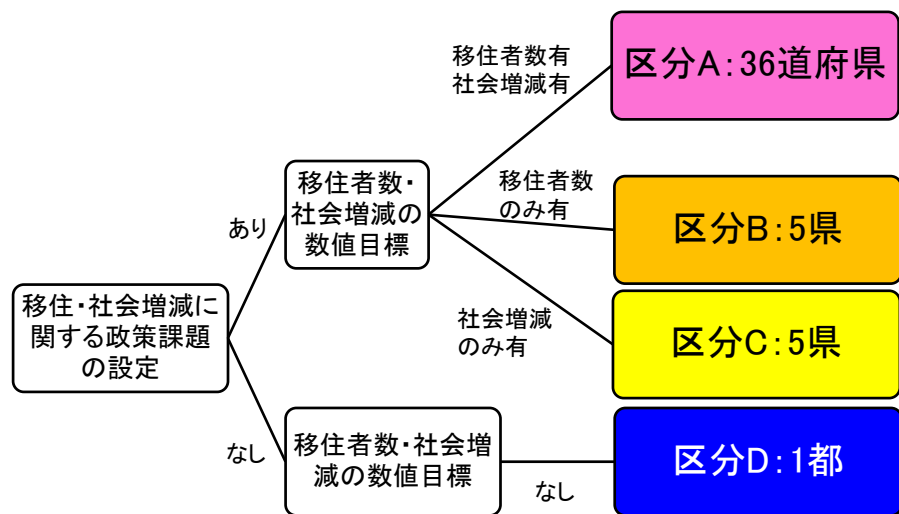 移住者数有
社会増減有
区分A:36道府県
移住者数・
社会増減の
数値目標
移住者数
のみ有
区分B:5県
あり
移住・社会増減に
関する政策課題
の設定
社会増減
のみ有
区分C:5県
なし
移住者数・社会増
減の数値目標
なし
区分D:1都